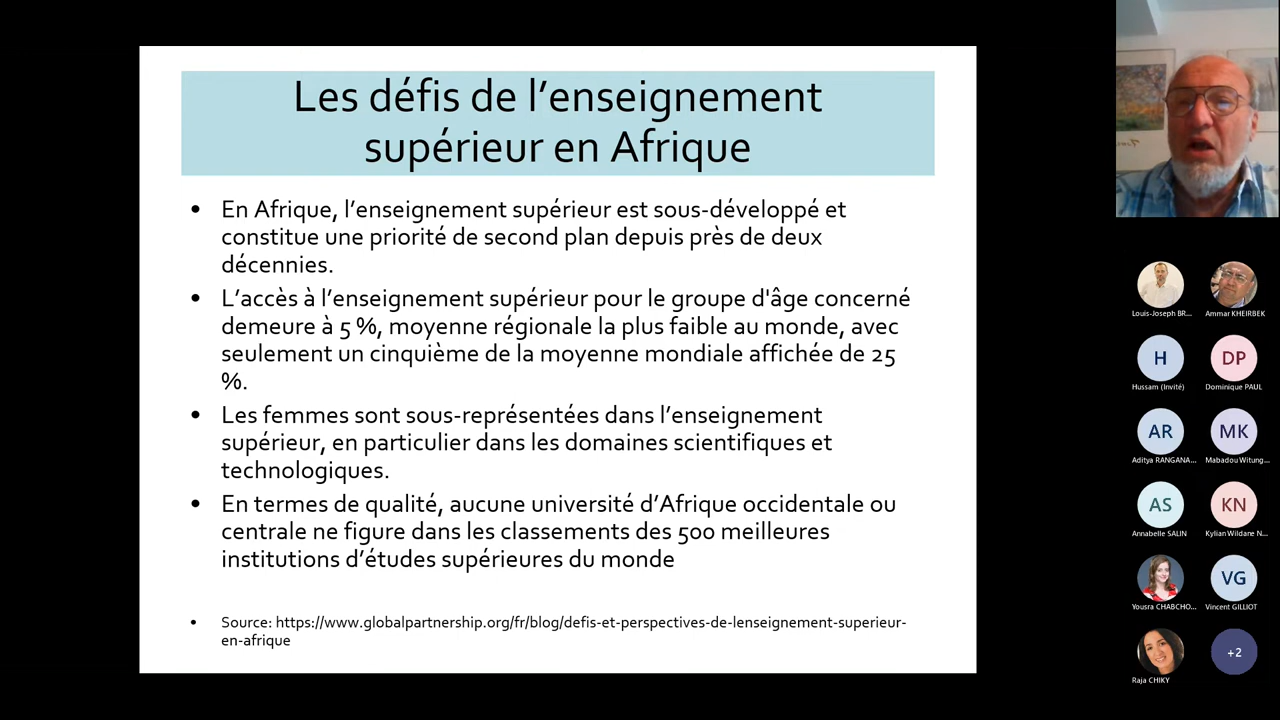 Les défis de l’enseignement
supérieur en Afrique
• En Afrique, l’enseignement supérieur est sous-développé et
constitue une priorité de second plan depuis près de deux
décennies.
• L’accès à l’enseignement supérieur pour le groupe d'âge concerné
demeure à 5 %, moyenne régionale la plus faible au monde, avec
seulement un cinquième de la moyenne mondiale affichée de 25
%.
• Les femmes sont sous-représentées dans l’enseignement
supérieur, en particulier dans les domaines scientifiques et
technologiques.
• En termes de qualité, aucune université d’Afrique occidentale ou
centrale ne figure dans les classements des 500 meilleures
institutions d’études supérieures du monde
• Source: https://www.globalpartnership.org/fr/blog/defis-et-perspectives-de-lenseignement-superieur-
en-afrique
Louis-Joseph BR...
Ammar KHEIRBEK
H
DP
Hussam (Invité)
Dominique PAUL
AR
MK
Aditya RANGANA...
Mabadou Witung...
AS
KN
Annabelle SALIN
Kylian Wildane N...
VG
Yousra CHABCHO...
Vincent GILLIOT
+2
Raja CHIKY